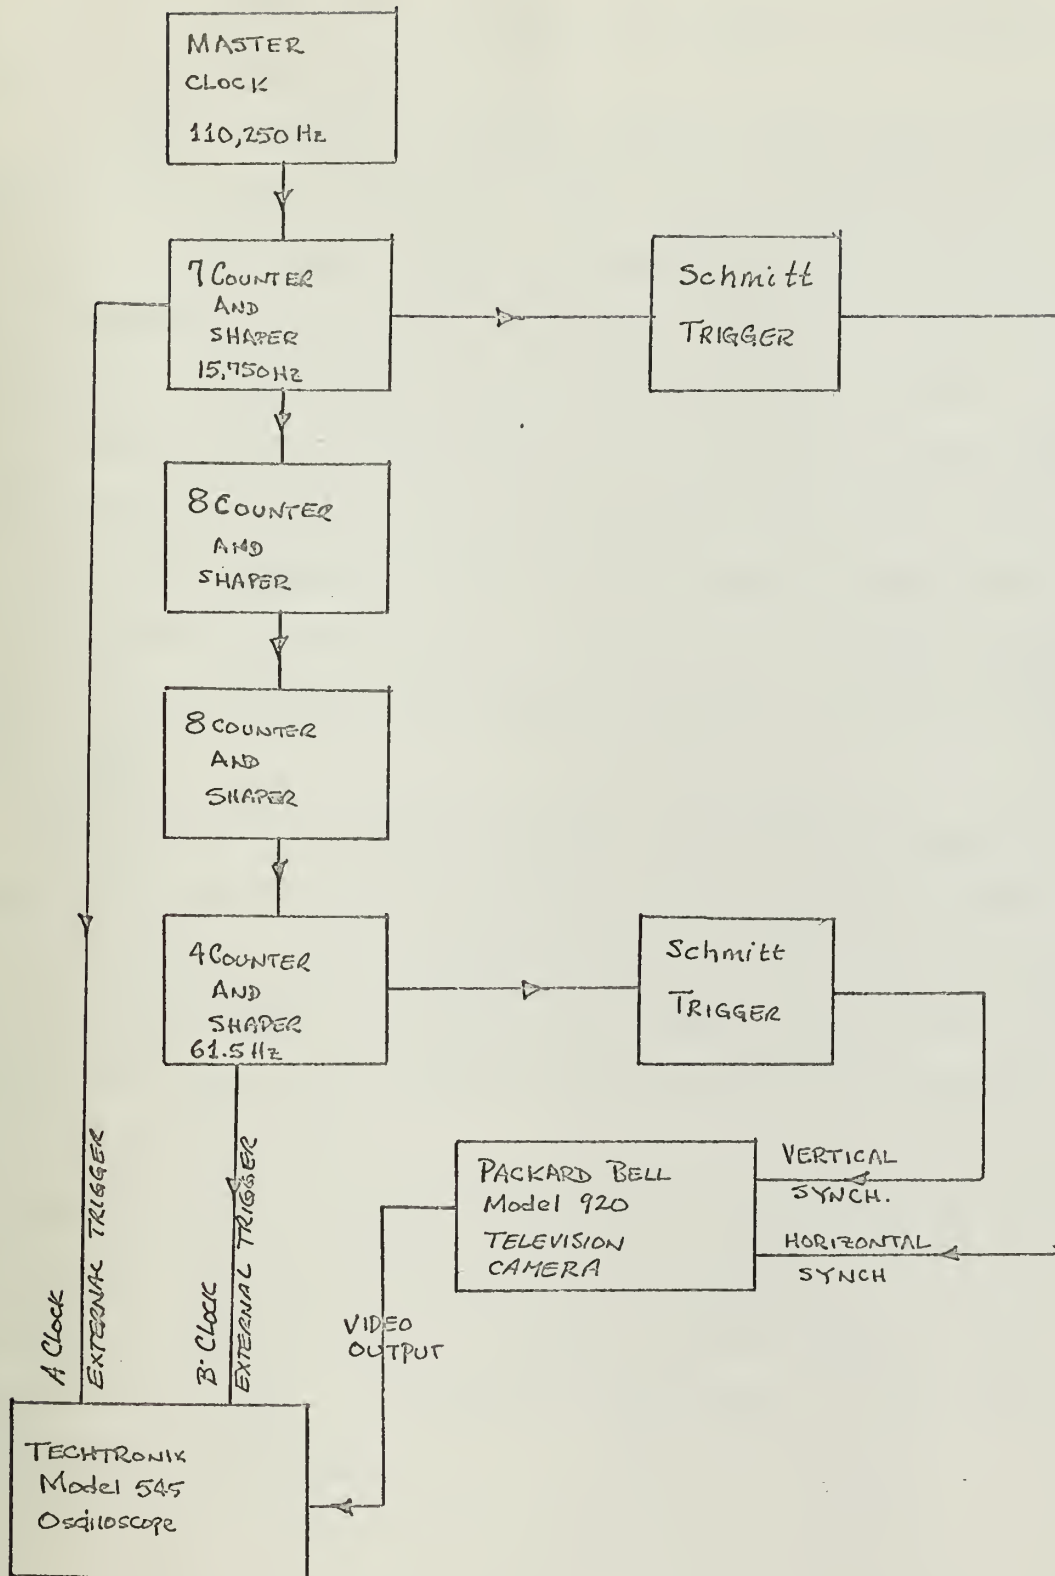 MASTER
CLOCK
110,250 Hz
7 COUNTER
AND
SHAPER
15,750 Hz
Schmitt
TRIGGER
8 COUNTER
AND
SHAPER
8 COUNTER
AND
SHAPER
4 COUNTER
AND
SHAPER
61.5 Hz
Schmitt
TRIGGER
PACKARD BELL
Model 920
TELEVISION
CAMERA
VERTICAL
SYNCH.
HORIZONTAL
SYNCH
A Clock
EXTERNAL TRIGGER
B-Clock
EXTERNAL TRIGGER
VIDEO
OUTPUT
TECHTRONIK
Model 545
Osciloscope